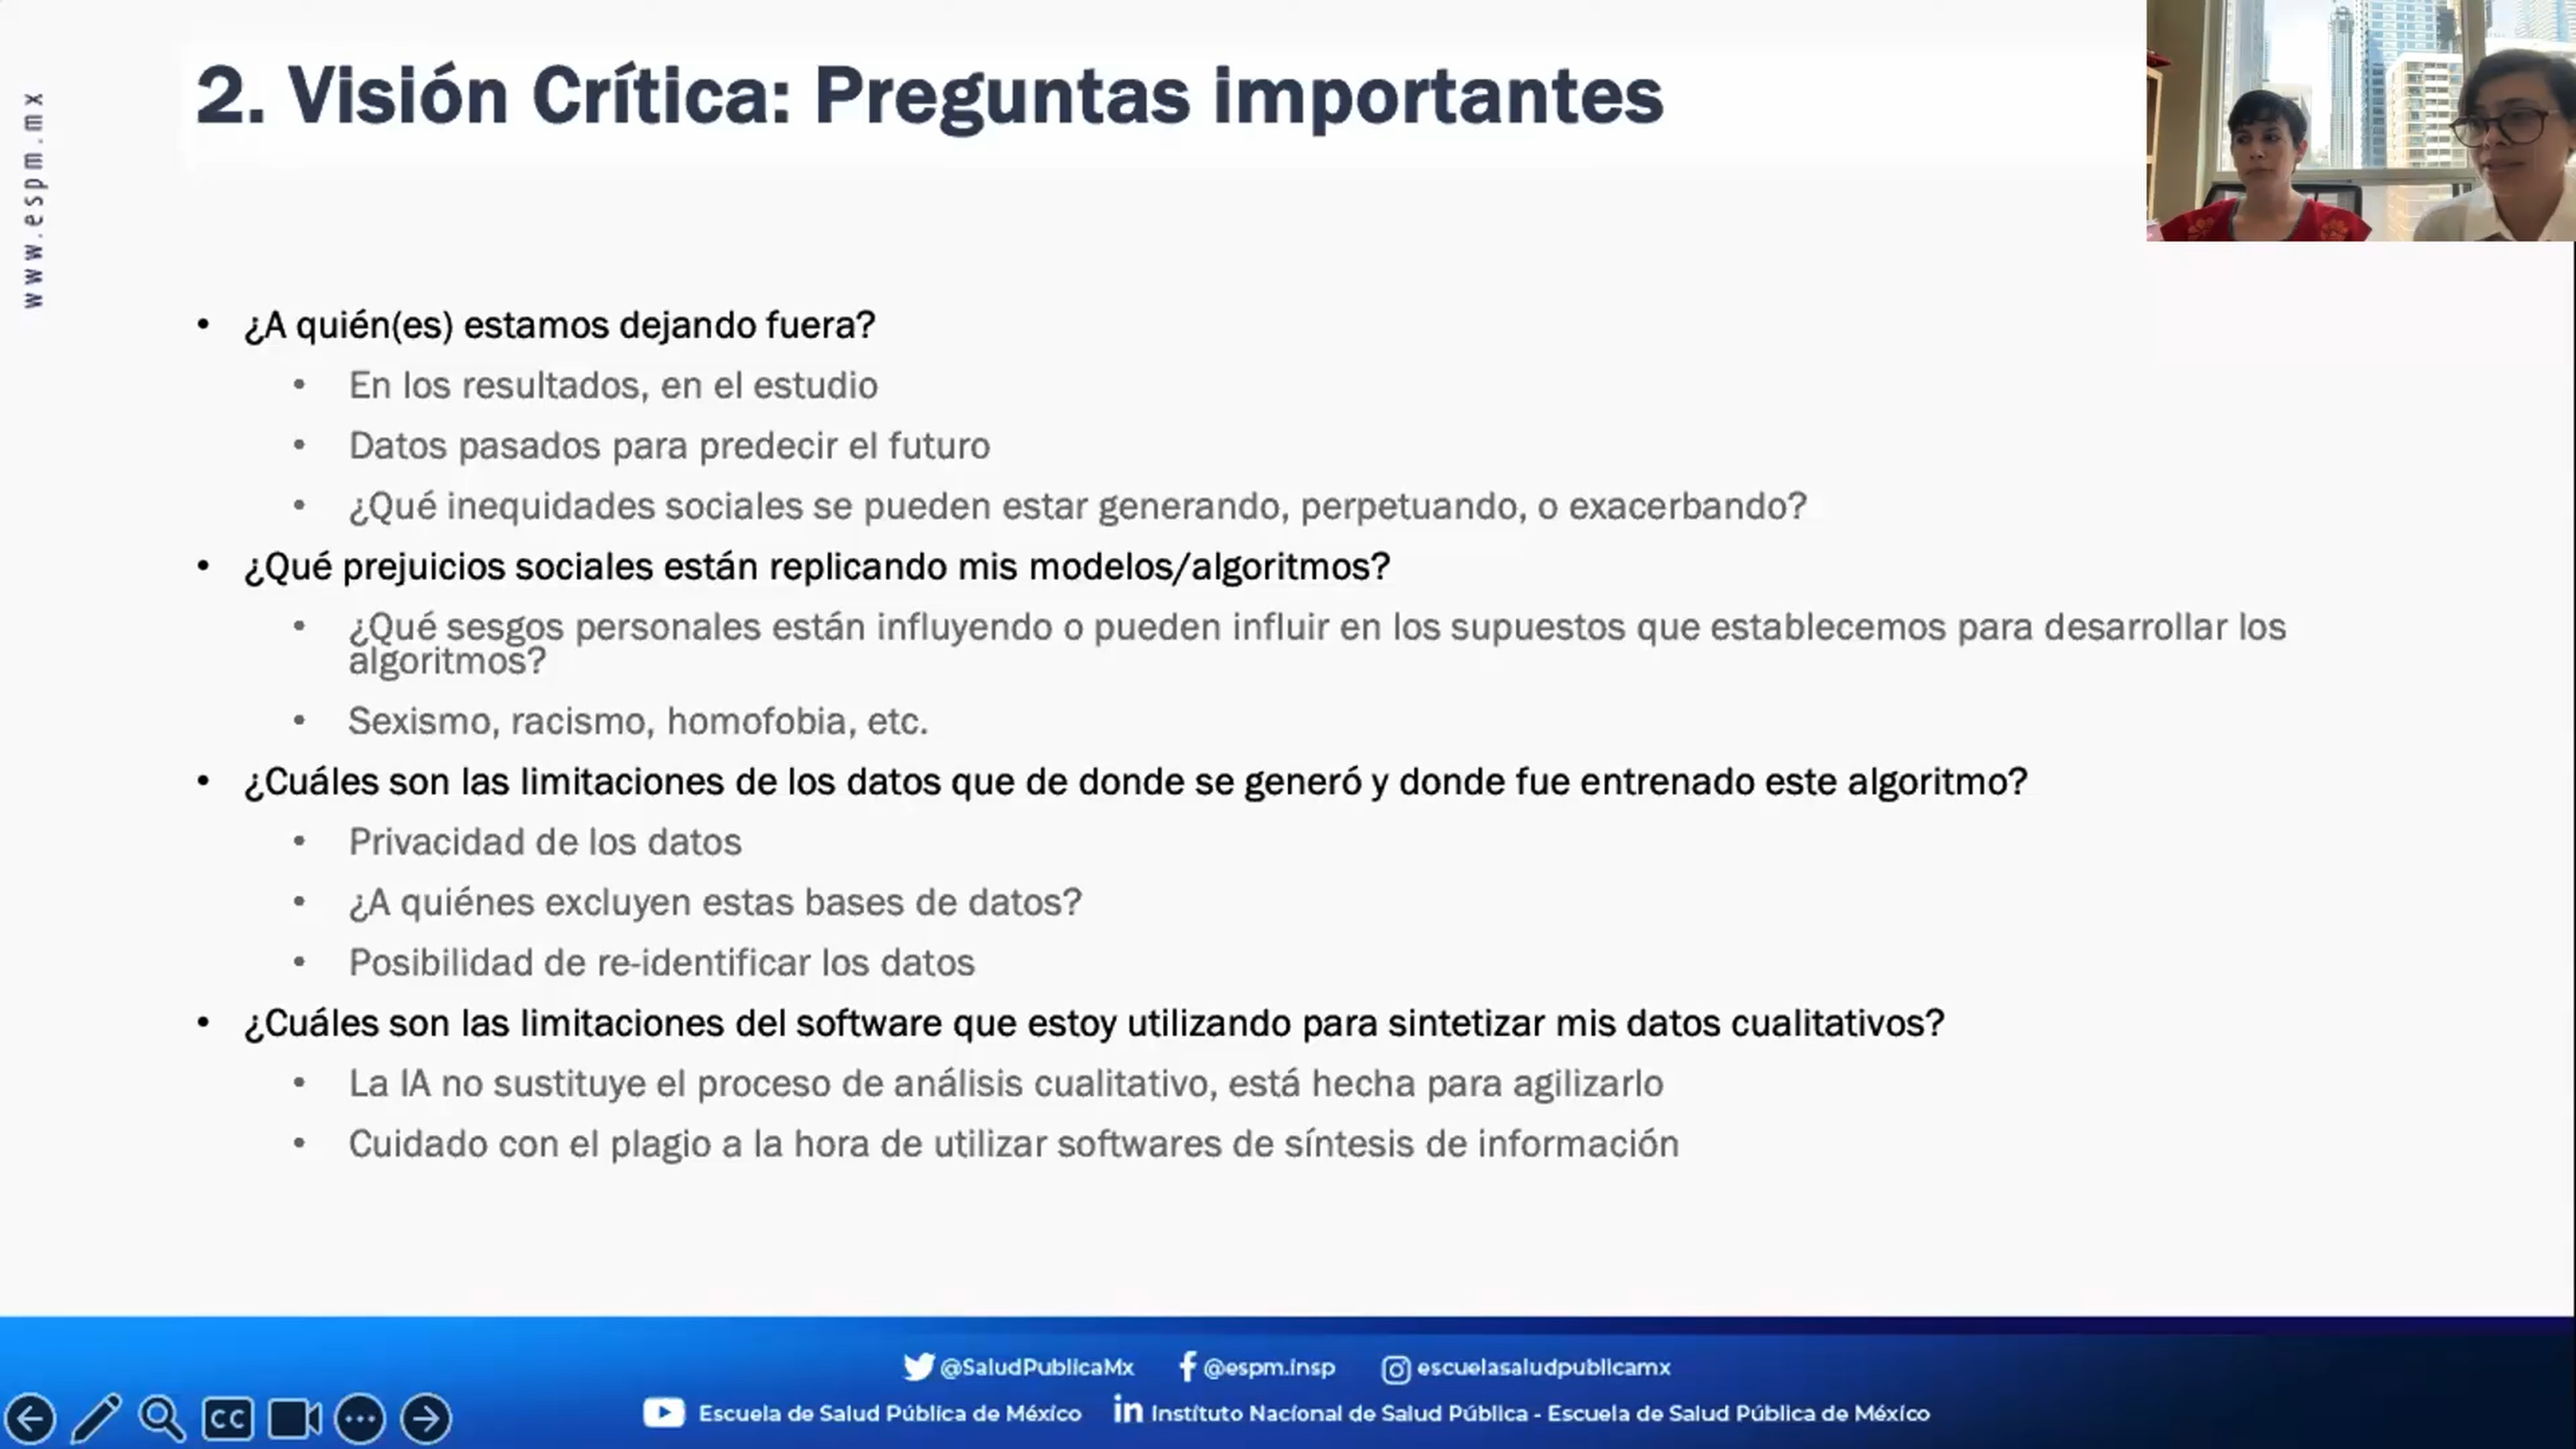 www.espm.mx
2. Visión Crítica: Preguntas importantes
• ¿A quién(es) estamos dejando fuera?
• En los resultados, en el estudio
• Datos pasados para predecir el futuro
• ¿Qué inequidades sociales se pueden estar generando, perpetuando, o exacerbando?
• ¿Qué prejuicios sociales están replicando mis modelos/algoritmos?
• ¿Qué sesgos personales están influyendo o pueden influir en los supuestos que establecemos para desarrollar los
algoritmos?
• Sexismo, racismo, homofobia, etc.
• ¿Cuáles son las limitaciones de los datos que de donde se generó y donde fue entrenado este algoritmo?
• Privacidad de los datos
• ¿A quiénes excluyen estas bases de datos?
• Posibilidad de re-identificar los datos
• ¿Cuáles son las limitaciones del software que estoy utilizando para sintetizar mis datos cualitativos?
• La IA no sustituye el proceso de análisis cualitativo, está hecha para agilizarlo
• Cuidado con el plagio a la hora de utilizar softwares de síntesis de información
@SaludPublicaMx @espm.insp escuelasaludpublicamx
Escuela de Salud Pública de México in Instituto Nacional de Salud Pública - Escuela de Salud Pública de México
CC